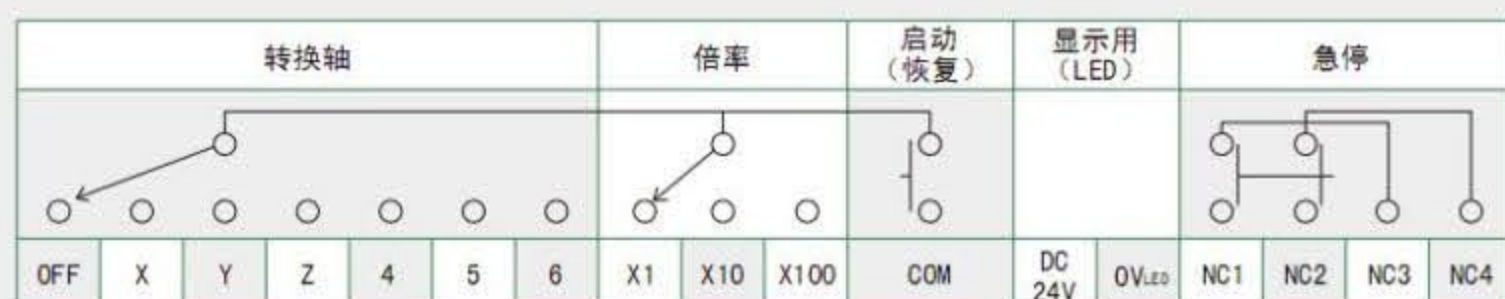 转换轴
倍率
启动
（恢复）
显示用
（LED）
急停
OFF X Y Z 4 5 6 X1 X10 X100 COM DC 24V 0VLED NC1 NC2 NC3 NC4